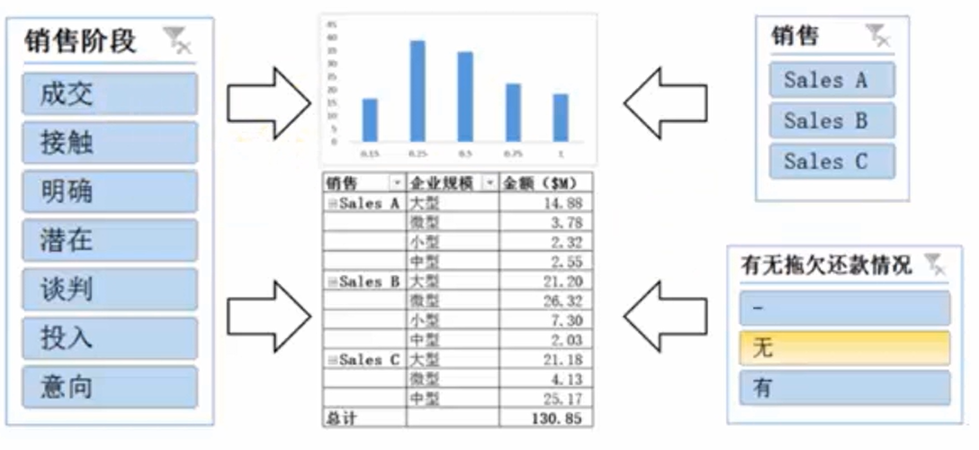 销售阶段
成交
接触
明确
潜在
谈判
投入
意向
45
40
35
30
25
20
15
10
5
0
0.15 0.25 0.5 0.75 1
销售 企业规模 金额（$M）
Sales A 大型 14.88
微型 3.78
小型 2.32
中型 2.55
Sales B 大型 21.20
微型 26.32
小型 7.30
中型 2.03
Sales C 大型 21.18
微型 4.13
中型 25.17
总计 130.85
销售
Sales A
Sales B
Sales C
有无拖欠还款情况
-
无
有